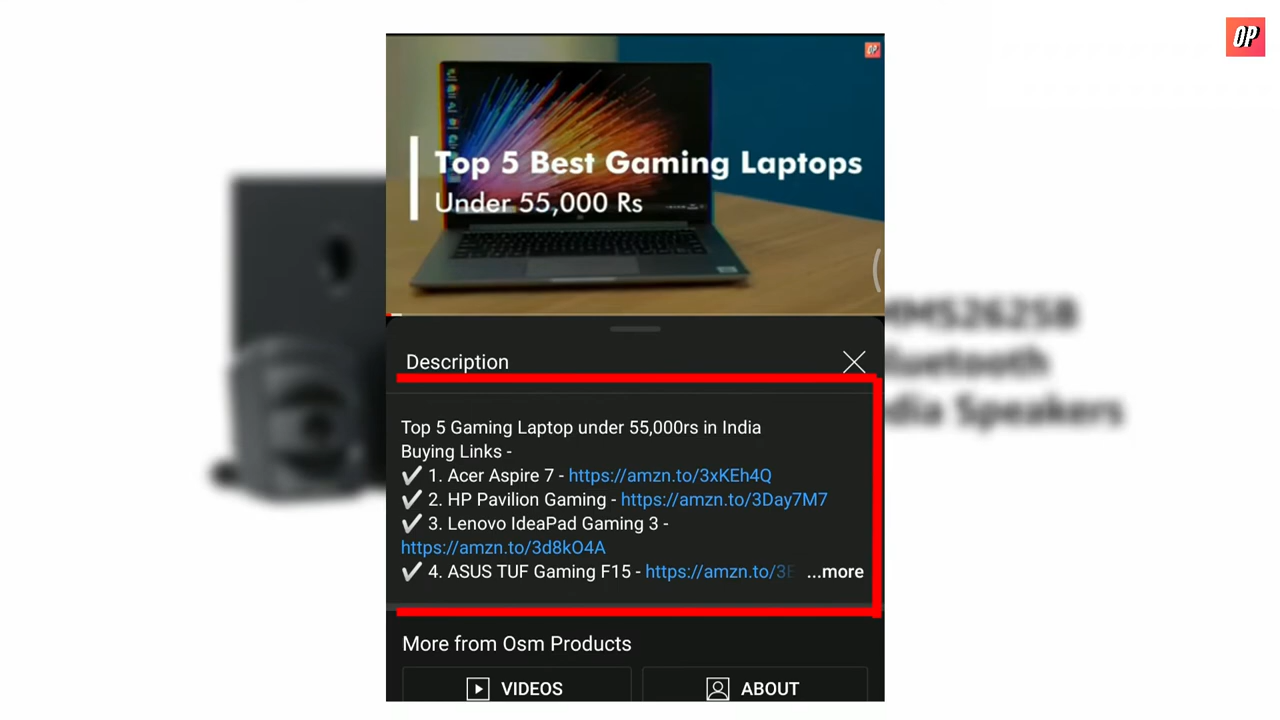 OP
OP
Top 5 Best Gaming Laptops
Under 55,000 Rs
Description
Top 5 Gaming Laptop under 55,000rs in India
Buying Links -
✔ 1. Acer Aspire 7 - https://amzn.to/3xKEh4Q
✔ 2. HP Pavilion Gaming - https://amzn.to/3Day7M7
✔ 3. Lenovo IdeaPad Gaming 3 -
https://amzn.to/3d8kO4A
✔ 4. ASUS TUF Gaming F15 - https://amzn.to/3 ...more
More from Osm Products
VIDEOS
ABOUT
Speakers